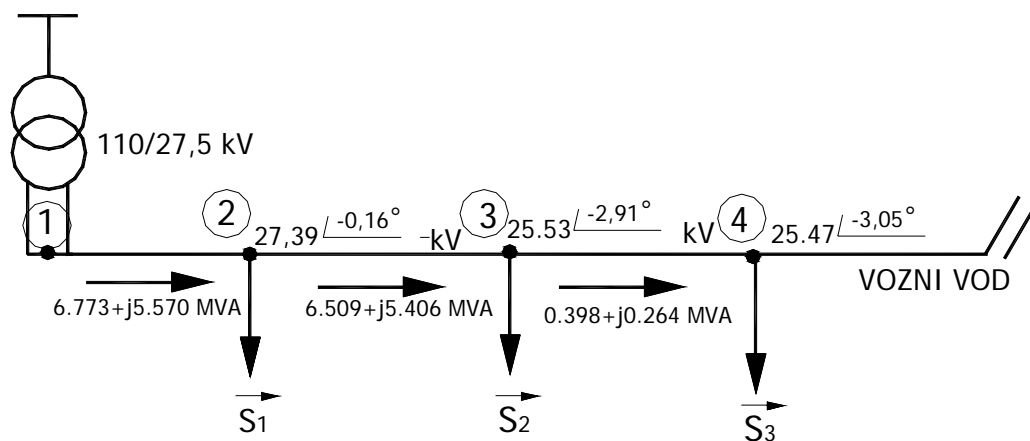 110/27,5 kV
1
2
27,39 -0,16° kV
3
25.53 -2,91° kV
4
25.47 -3,05°
VOZNI VOD
6.773+j5.570 MVA
6.509+j5.406 MVA
0.398+j0.264 MVA
S1
S2
S3